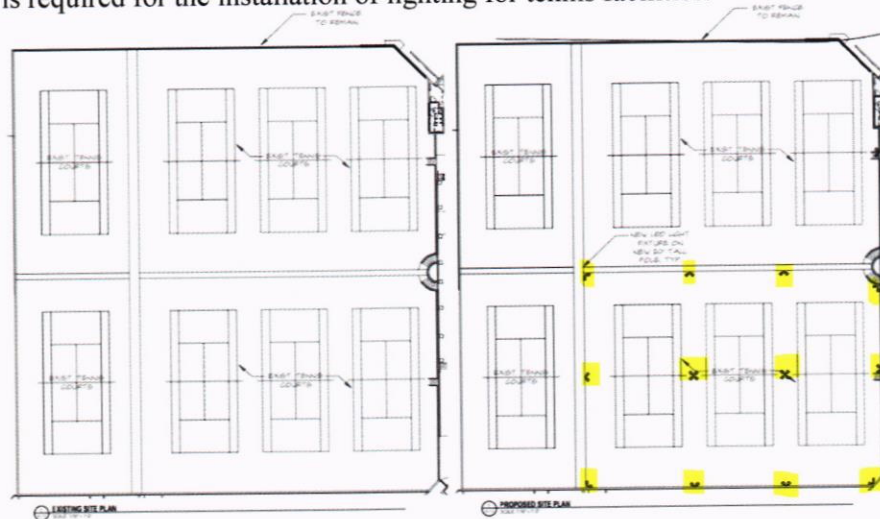 is required for the installation of lighting for tennis
EXIST FENCE
TO REMAIN
EXIST FENCE
TO REMAIN
EXIST TENNIS
COURTS
EXIST TENNIS
COURTS
EXIST TENNIS
COURTS
EXIST TENNIS
COURTS
NEW LED LIGHT
FIXTURE ON
NEW 20' TALL
POLE, TYP.
EXIST TENNIS
COURTS
EXIST TENNIS
COURTS
EXIST TENNIS
COURTS
EXIST TENNIS
COURTS
EXISTING SITE PLAN
PROPOSED SITE PLAN